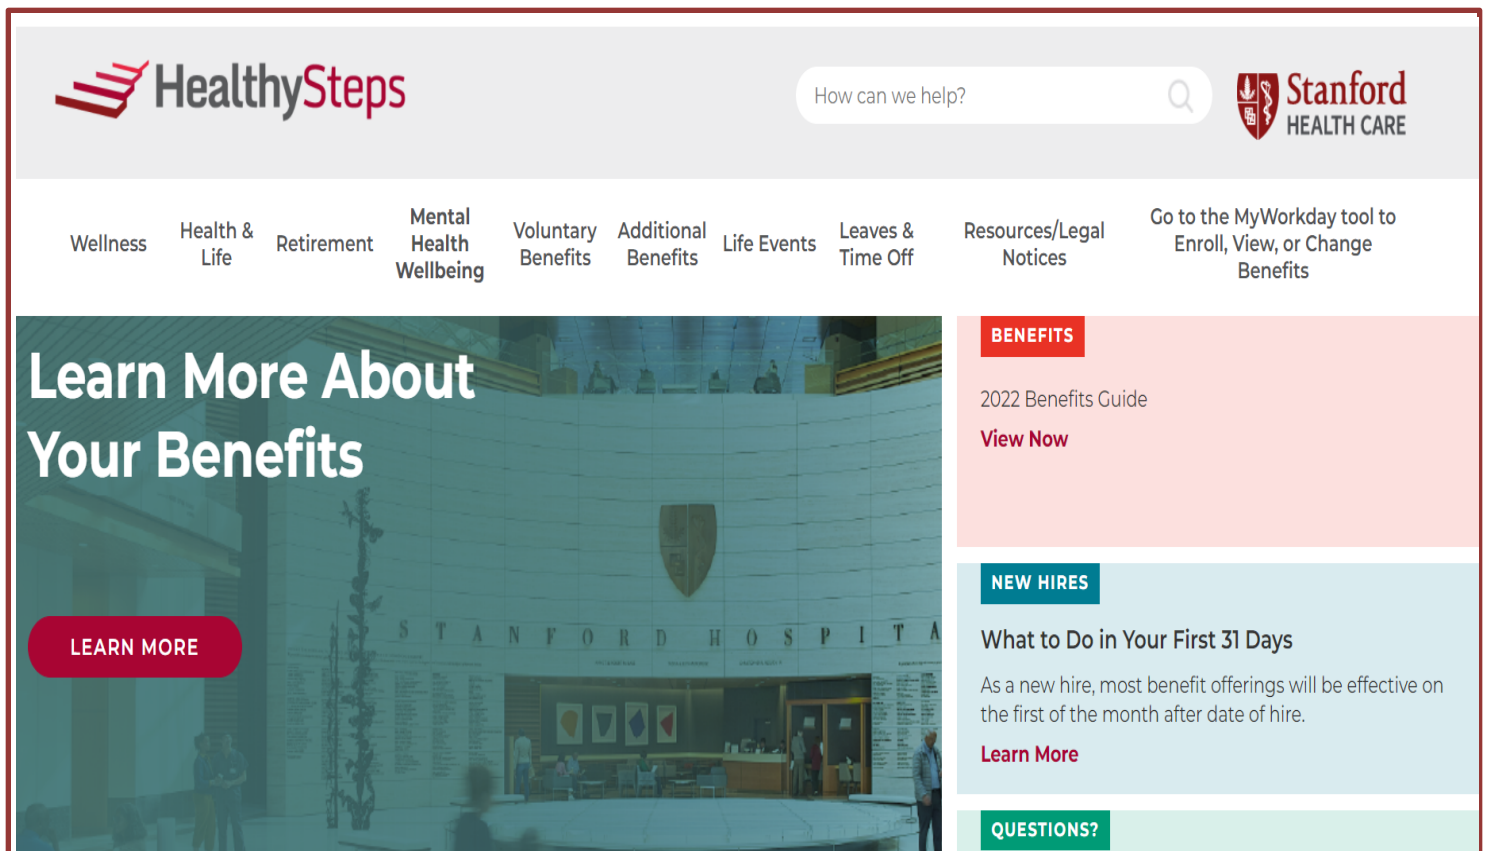 HealthySteps
How can we help?
Stanford
HEALTH CARE
Wellness
Health &
Life
Retirement
Mental
Health
Wellbeing
Voluntary
Benefits
Additional
Benefits
Life Events
Leaves &
Time Off
Resources/Legal
Notices
Go to the MyWorkday tool to
Enroll, View, or Change
Benefits
Learn More About
Your Benefits
LEARN MORE
STANFORD HOSPITA
BENEFITS
2022 Benefits Guide
View Now
NEW HIRES
What to Do in Your First 31 Days
As a new hire, most benefit offerings will be effective on
the first of the month after date of hire.
Learn More
QUESTIONS?